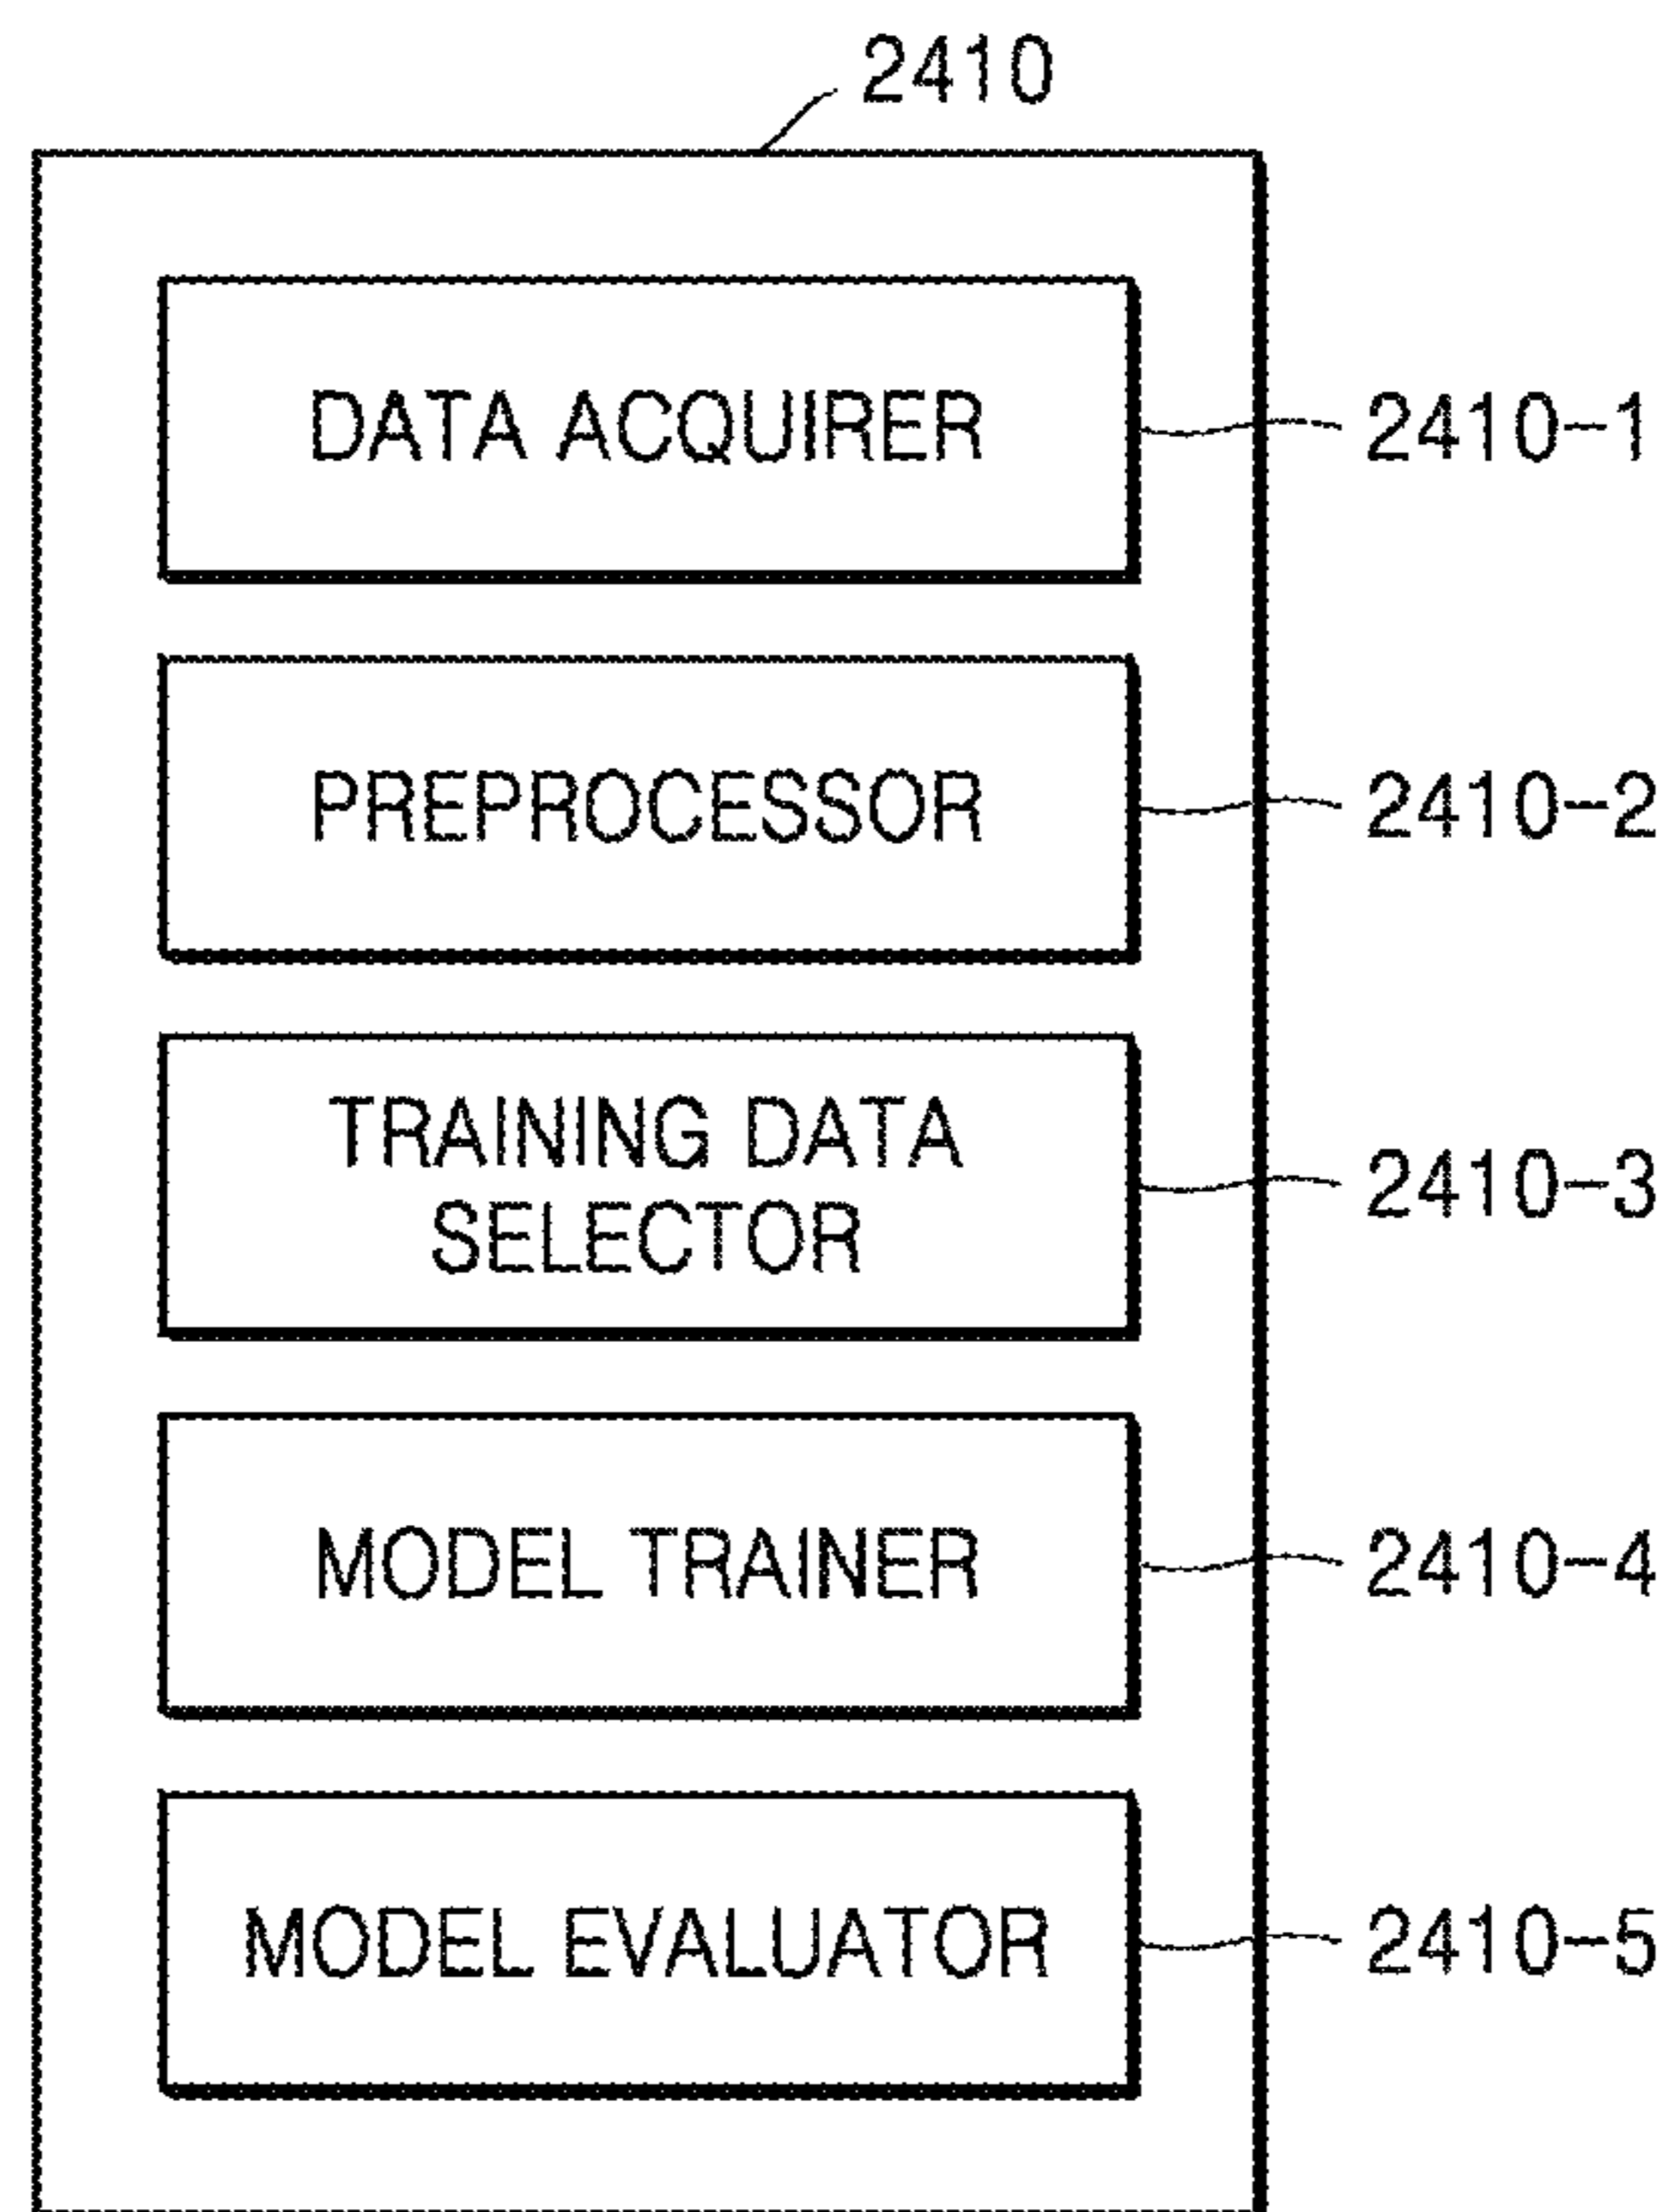 2410
DATA ACQUIRER
2410-1
PREPROCESSOR
2410-2
TRAINING DATA
SELECTOR
2410-3
MODEL TRAINER
2410-4
MODEL EVALUATOR
2410-5